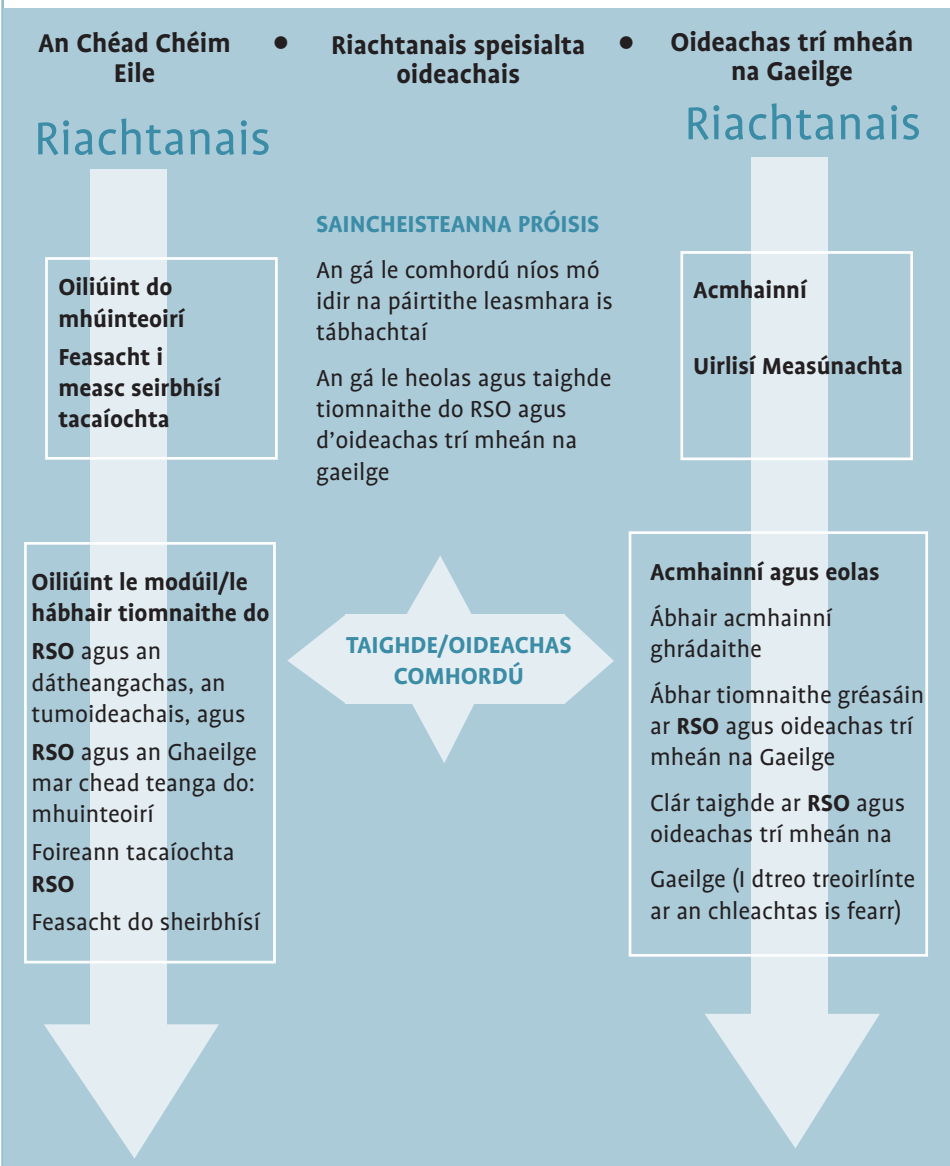 An Chéad Chéim
Eile
•
Riachtanais speisialta
oideachais
•
Oideachas trí mheán
na Gaeilge
Riachtanais
Oiliúint do
mhúinteoirí
Feasacht i
measc seirbhísí
tacaíochta
Oiliúint le modúil/le
hábhair tiomnaithe do
RSO agus an
dátheangachas, an
tumoideachais, agus
RSO agus an Ghaeilge
mar chead teanga do:
mhuinteoirí
Foireann tacaíochta
RSO
Feasacht do sheirbhísí
SAINCHEISTEANNA PRÓISIS
An gá le comhordú níos mó
idir na páirtithe leasmhara is
tábhachtaí
An gá le heolas agus taighde
tiomnaithe do RSO agus
d'oideachas trí mheán na
gaeilge
TAIGHDE/OIDEACHAS
COMHORDÚ
Riachtanais
Acmhainní
Uirlisí Measúnachta
Acmhainní agus eolas
Ábhair acmhainní
ghrádaithe
Ábhar tiomnaithe gréasáin
ar RSO agus oideachas trí
mheán na Gaeilge
Clár taighde ar RSO agus
oideachas trí mheán na
Gaeilge (I dtreo treoirlínte
ar an chleachtas is fearr)